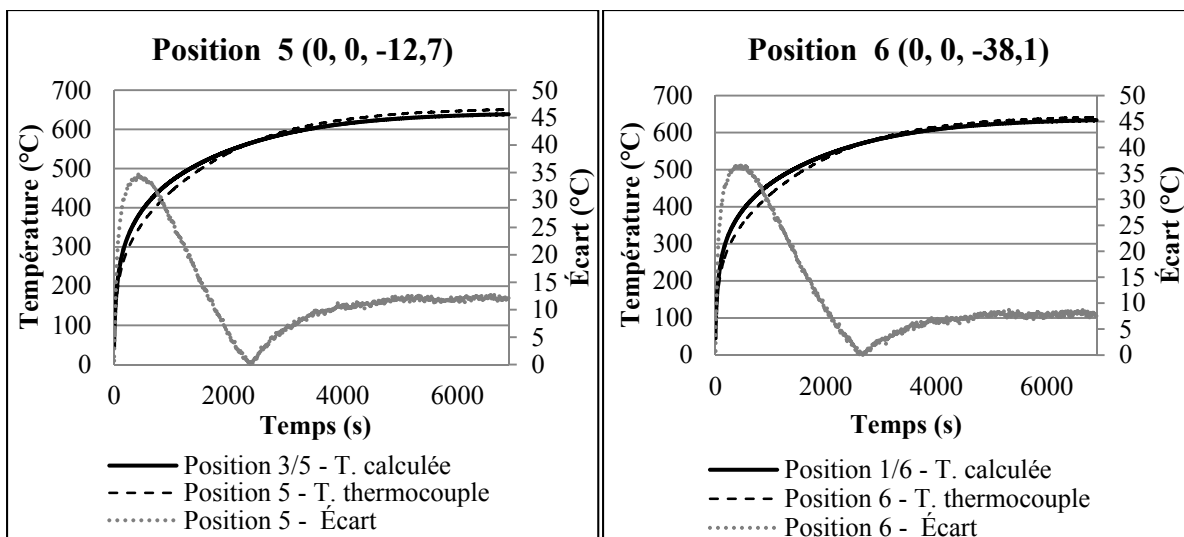 Position 5 (0, 0, -12,7)
700
600
500
400
300
200
100
0
Température (°C)
50
45
40
35
30
25
20
15
10
5
0
Écart (°C)
0 2000 4000 6000
Temps (s)
Position 3/5 - T. calculée
Position 5 - T. thermocouple
Position 5 - Écart
Position 6 (0, 0, -38,1)
700
600
500
400
300
200
100
0
Température (°C)
50
45
40
35
30
25
20
15
10
5
0
Écart (°C)
0 2000 4000 6000
Temps (s)
Position 1/6 - T. calculée
Position 6 - T. thermocouple
Position 6 - Écart